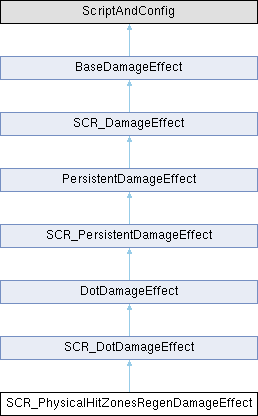 ScriptAndConfig
BaseDamageEffect
SCR_DamageEffect
PersistentDamageEffect
SCR_PersistentDamageEffect
DotDamageEffect
SCR_DotDamageEffect
SCR_PhysicalHitZonesRegenDamageEffect